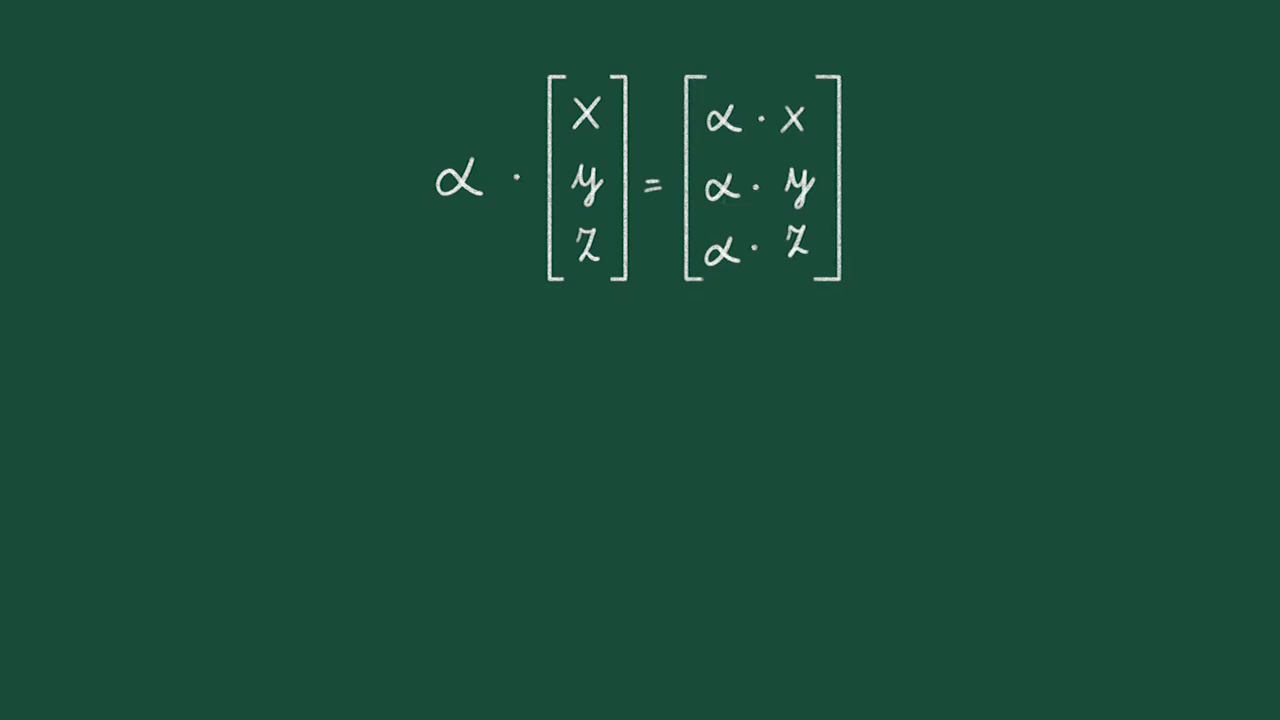 α · [x y z] = [α · x α · y α · z]